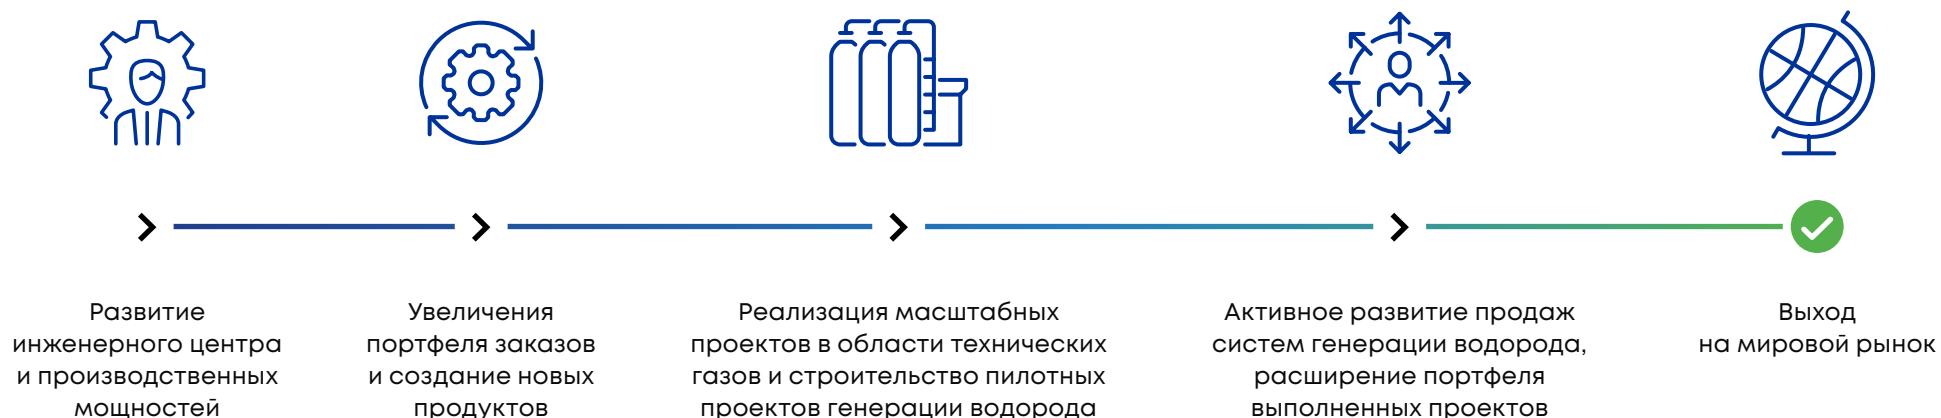 Развитие
инженерного центра
и производственных
мощностей
Увеличения
портфеля заказов
и создание новых
продуктов
Реализация масштабных
проектов в области технических
газов и строительство пилотных
проектов генерации водорода
Активное развитие продаж
систем генерации водорода,
расширение портфеля
выполненных проектов
Выход
на мировой рынок